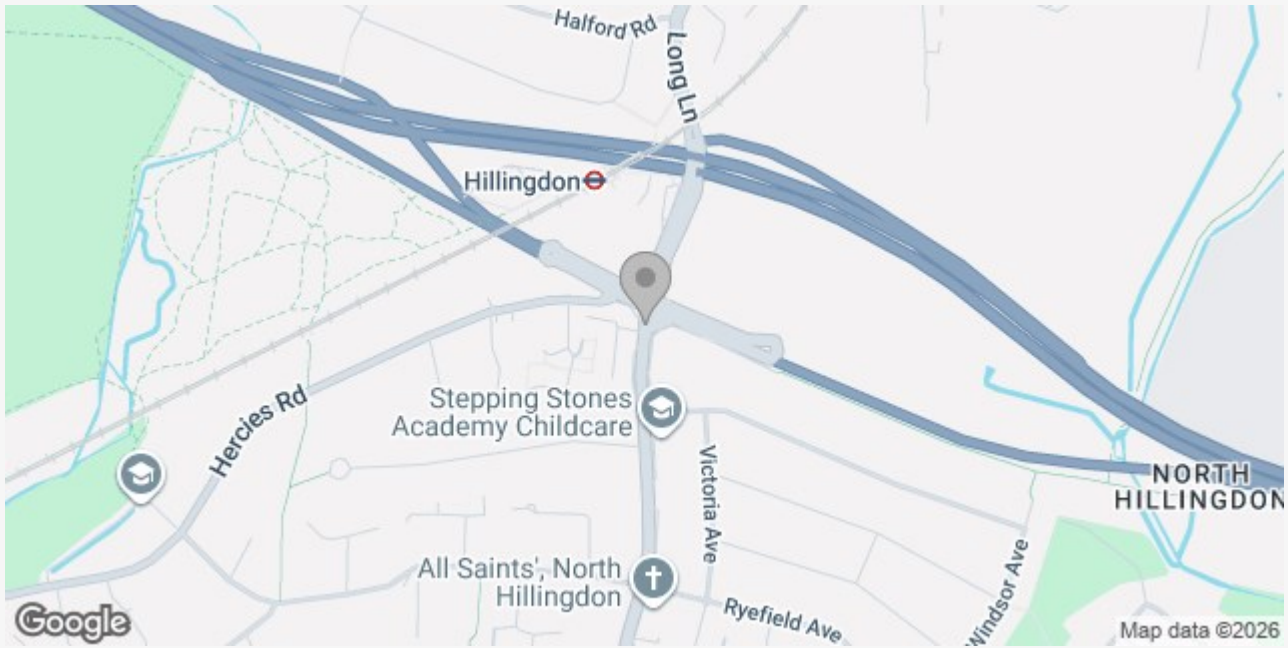 Halford Rd
Long Ln
Hillingdon
Hercies Rd
Stepping Stones
Academy Childcare
Victoria Ave
NORTH
HILLINGDON
All Saints', North
Hillingdon
Ryefield Ave
Windsor Ave
Google
Map data ©2026